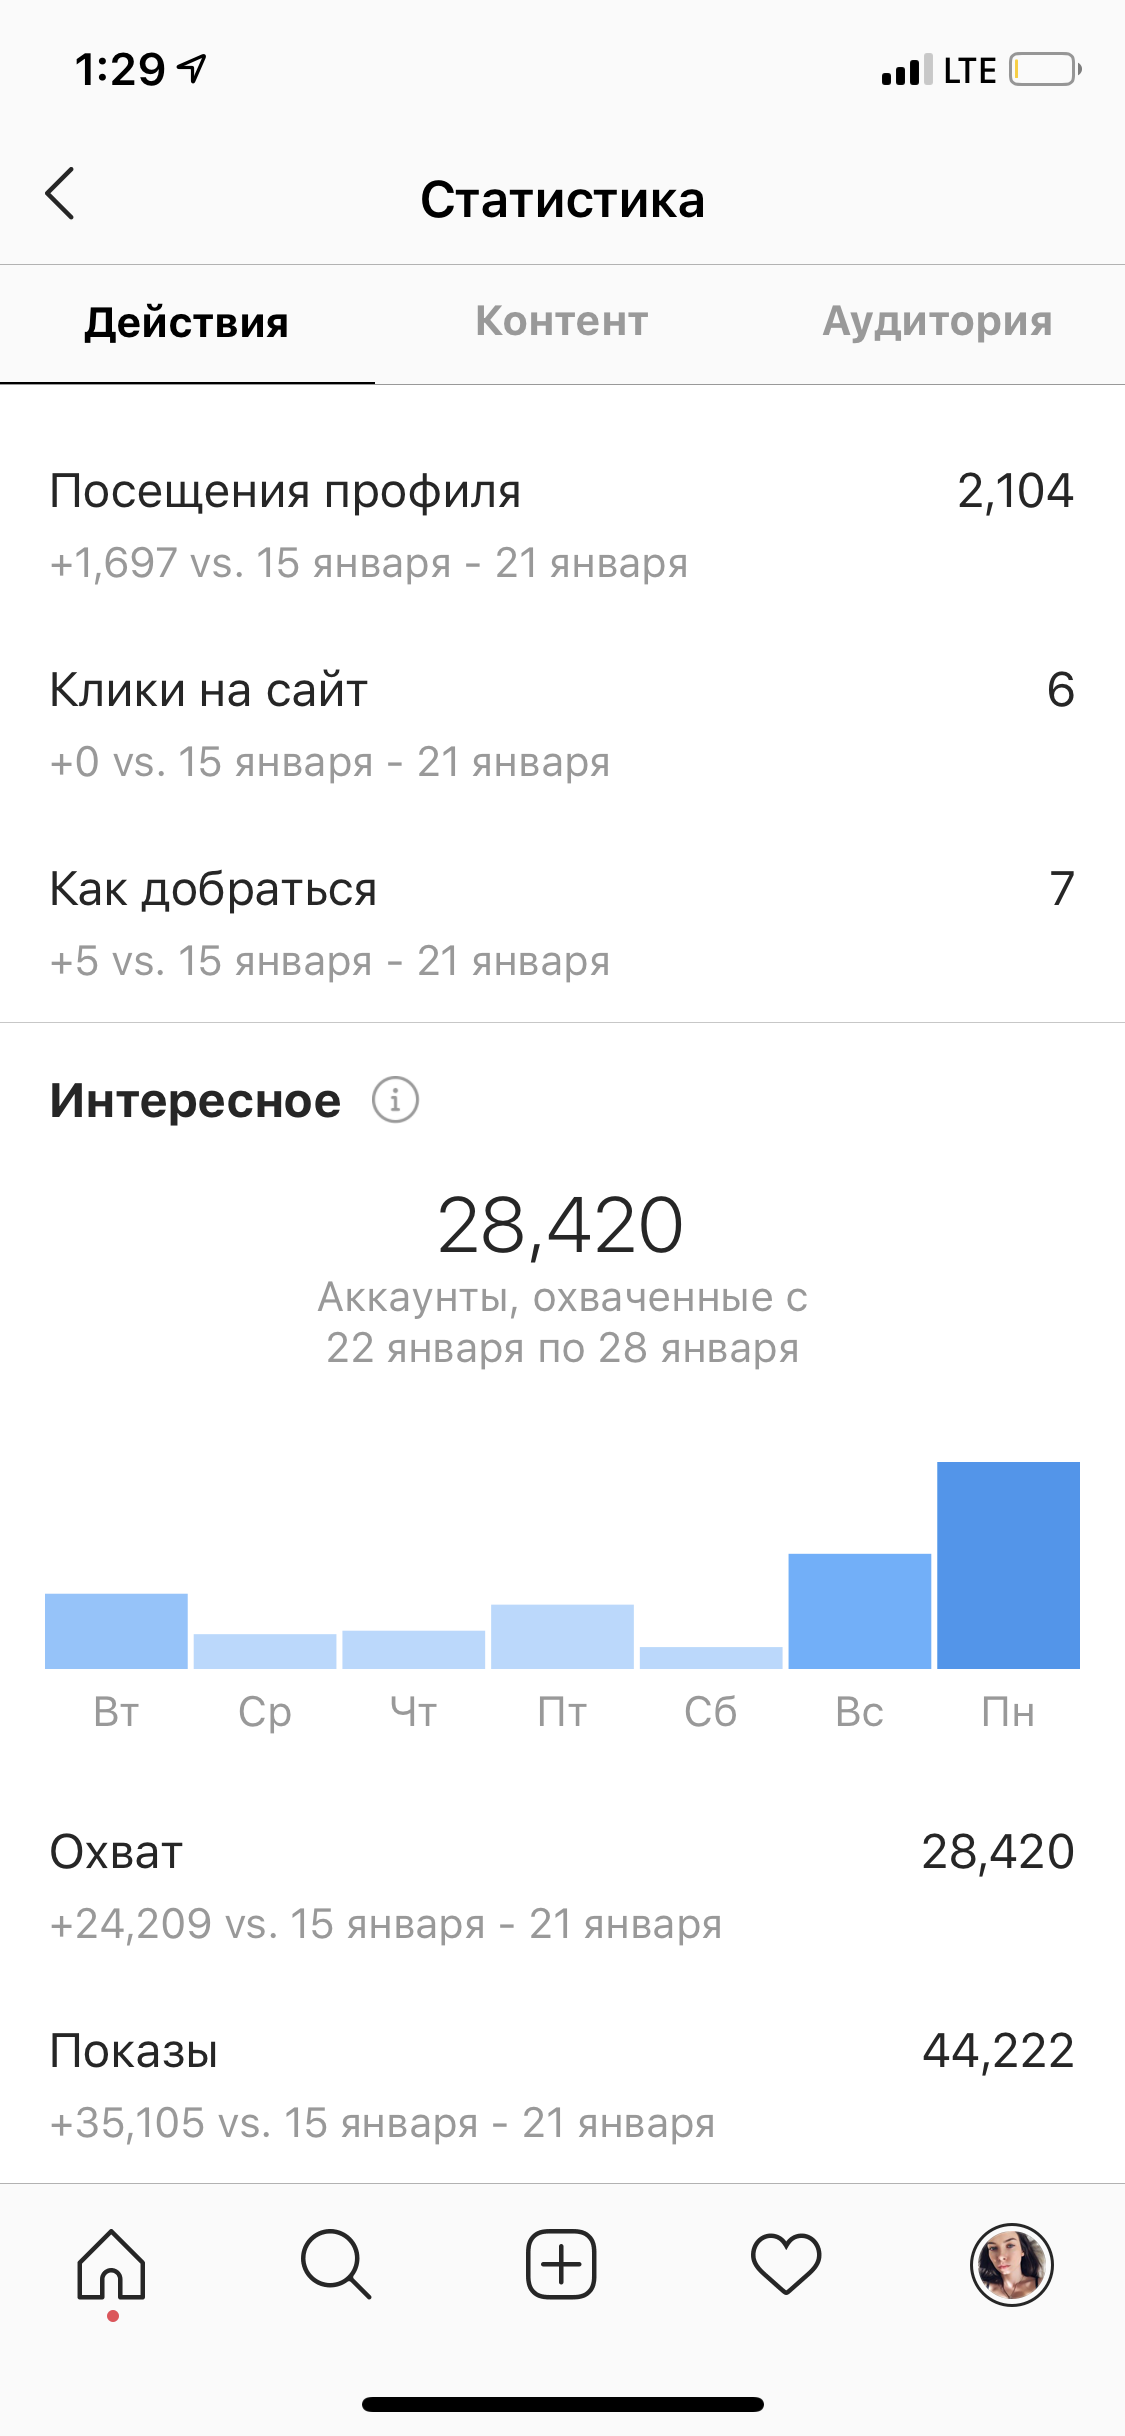 1:29
LTE
Статистика
Действия
Контент
Аудитория
Посещения профиля 2,104
+1,697 vs. 15 января - 21 января
Клики на сайт 6
+0 vs. 15 января - 21 января
Как добраться 7
+5 vs. 15 января - 21 января
Интересное
28,420
Аккаунты, охваченные с
22 января по 28 января
Вт Ср Чт Пт Сб Вс Пн
Охват 28,420
+24,209 vs. 15 января - 21 января
Показы 44,222
+35,105 vs. 15 января - 21 января